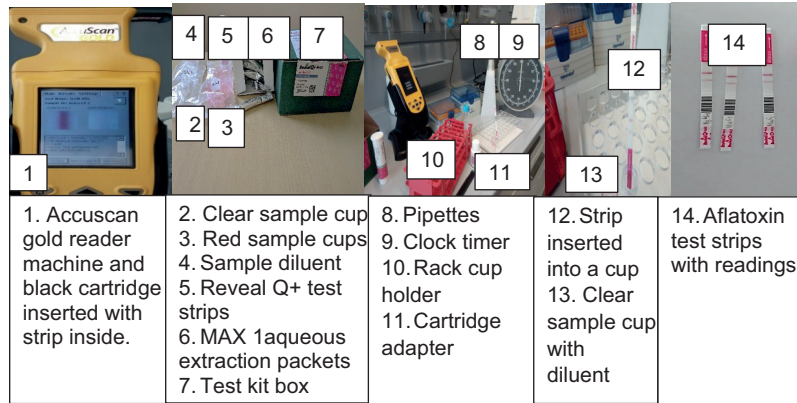 AccuScan
GOLD
4
5
6
7
8
9
12
14
2
3
1
10
11
13
1. Accuscan
gold reader
machine and
black cartridge
inserted with
strip inside.
2. Clear sample cup
3. Red sample cups
4. Sample diluent
5. Reveal Q+ test
strips
6. MAX 1aqueous
extraction packets
7. Test kit box
8. Pipettes
9. Clock timer
10. Rack cup
holder
11. Cartridge
adapter
12. Strip
inserted
into a cup
13. Clear
sample cup
with
diluent
14. Aflatoxin
test strips
with readings